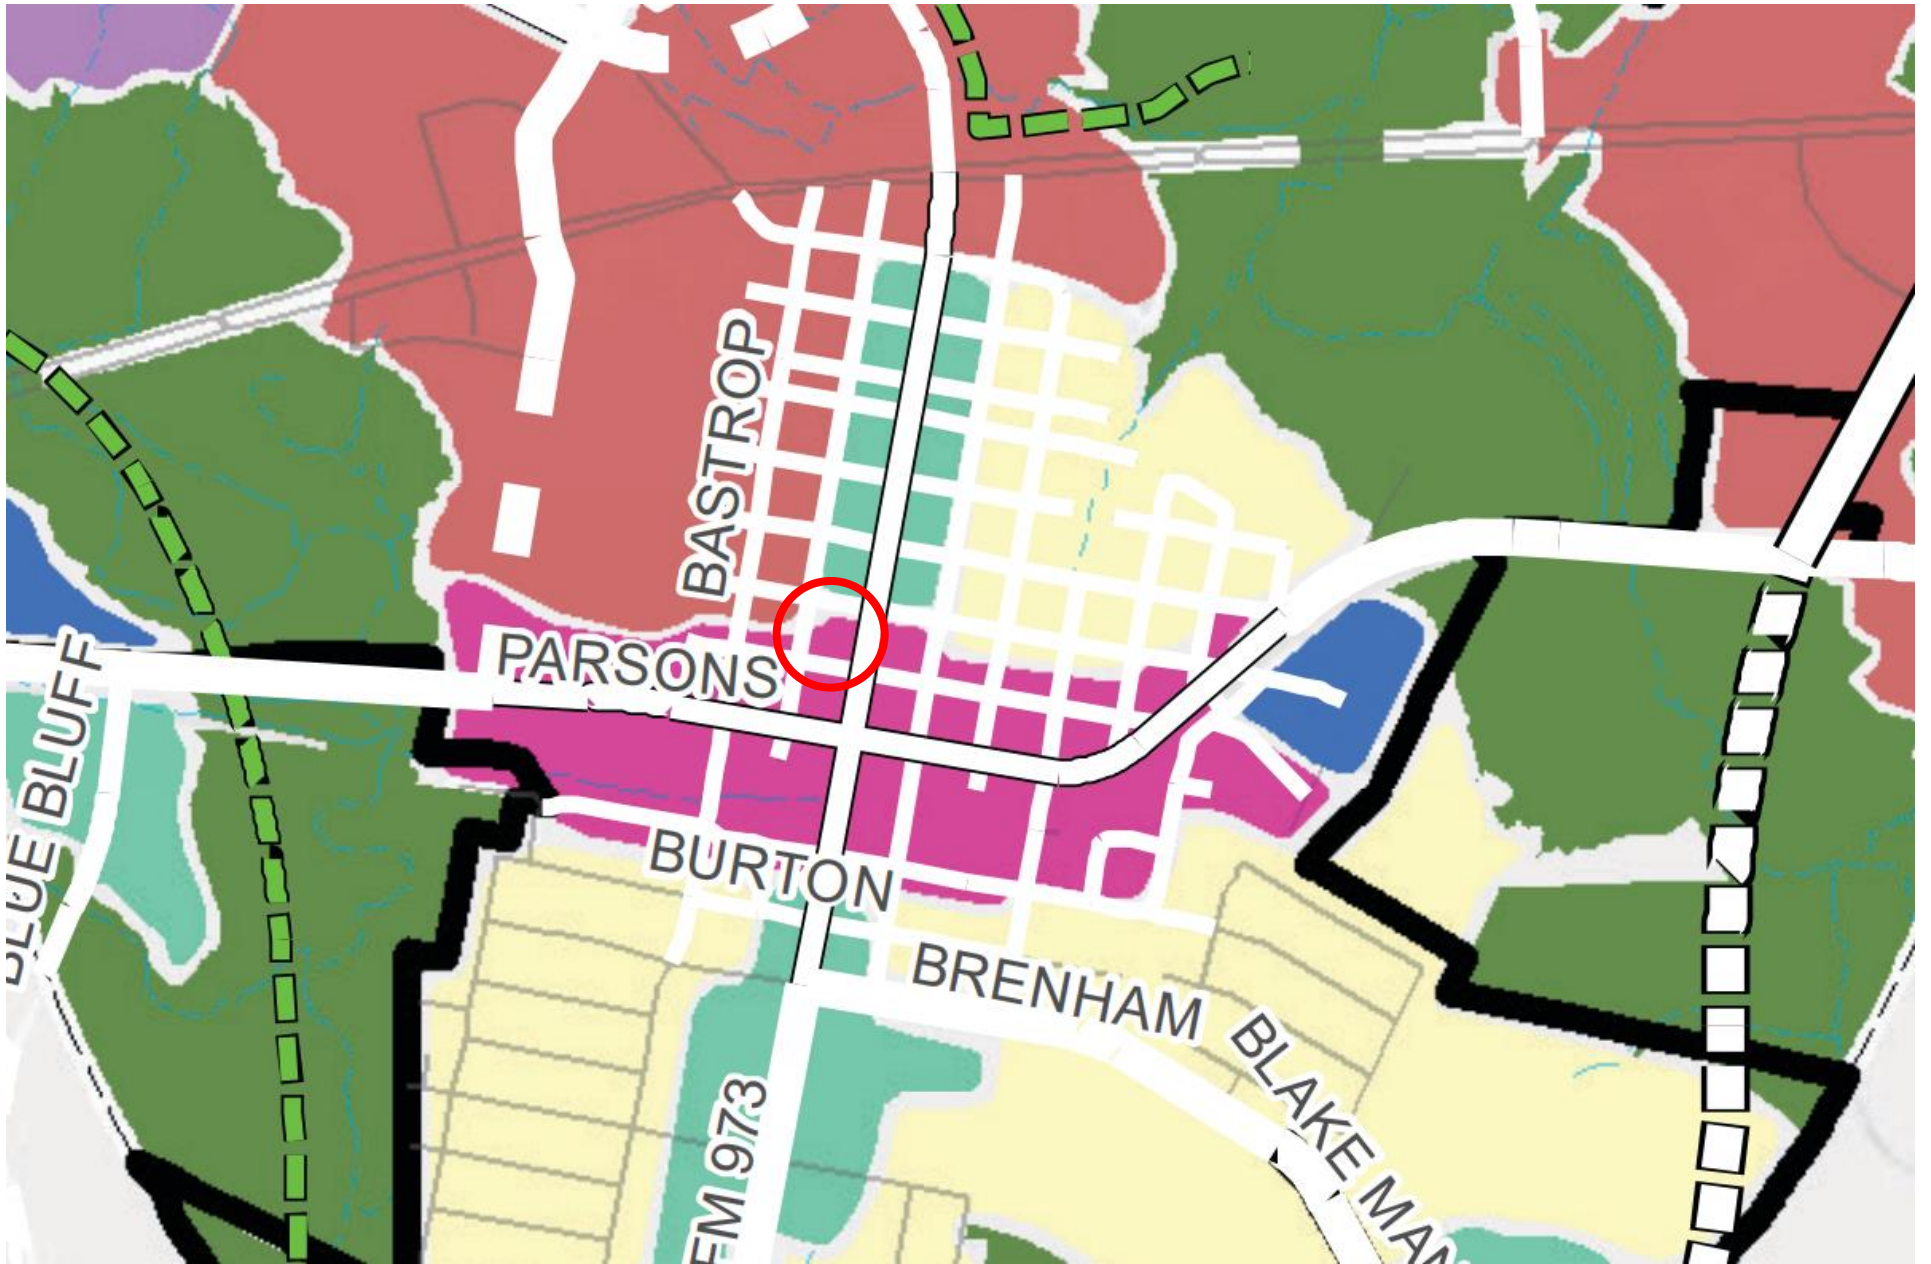 BASTROP
PARSONS
BLUE BLUFF
BURTON
BRENHAM
BLAKE MAN
FM 973